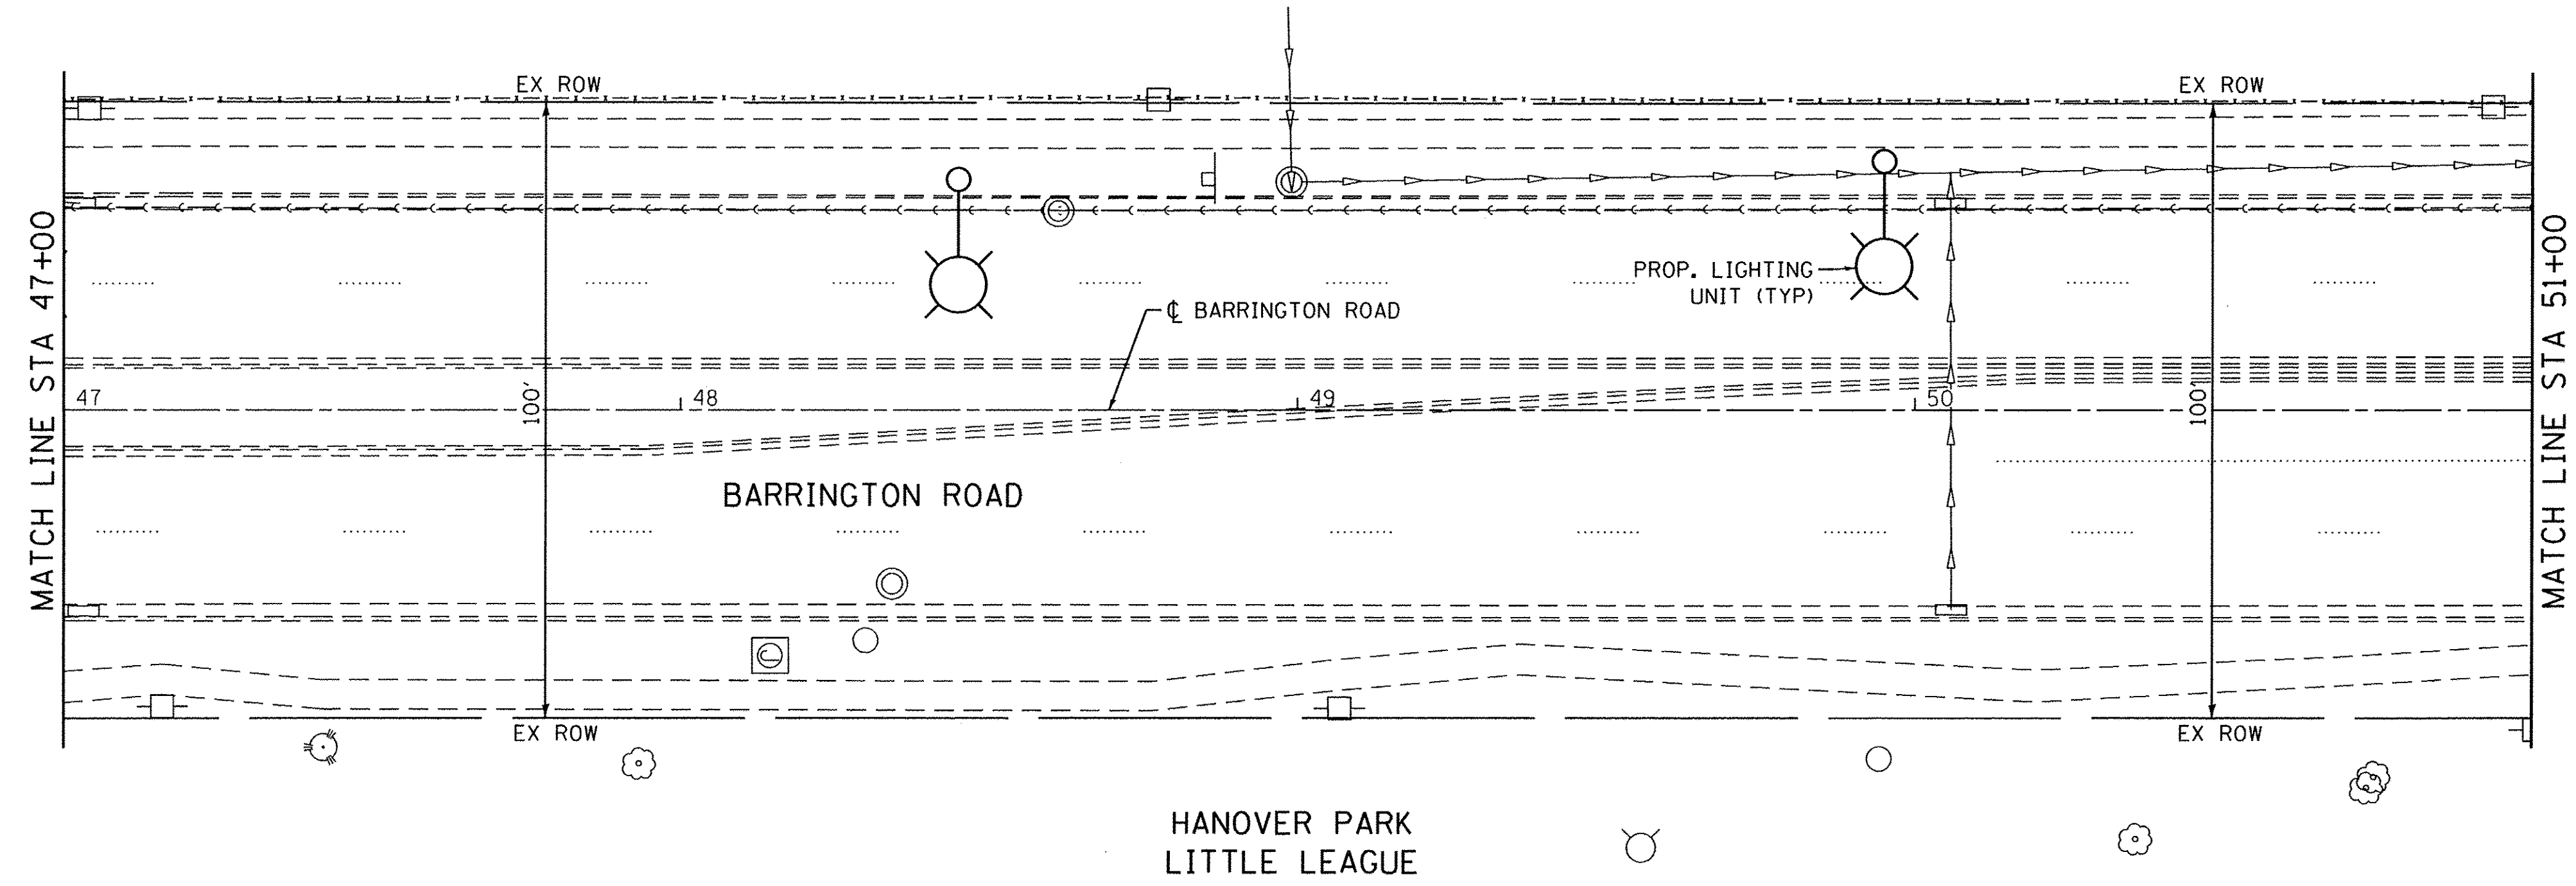 EX ROW
EX ROW
MATCH LINE STA 47+00
MATCH LINE STA 51+00
PROP. LIGHTING
UNIT (TYP)
℄ BARRINGTON ROAD
47
100'
48
49
50
100'
BARRINGTON ROAD
EX ROW
EX ROW
HANOVER PARK
LITTLE LEAGUE